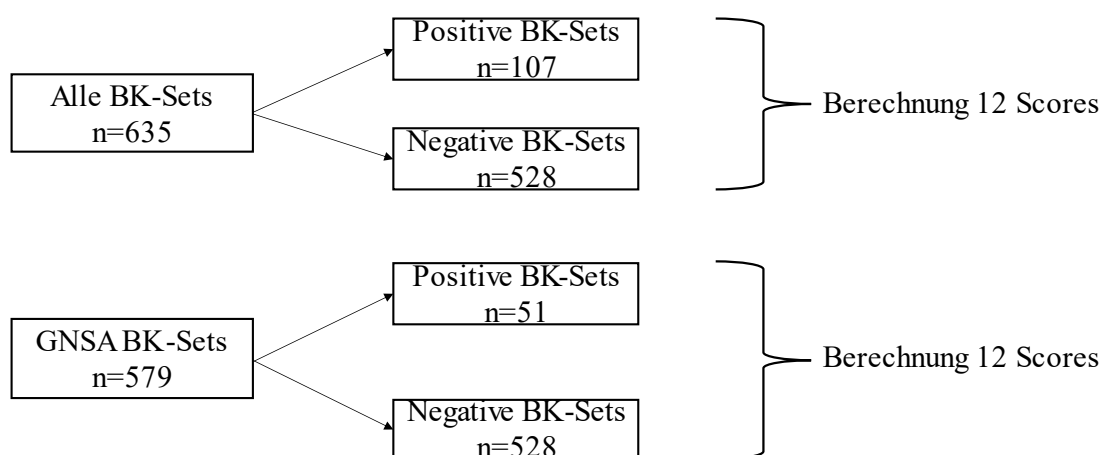 Alle BK-Sets
n=635
Positive BK-Sets
n=107
Negative BK-Sets
n=528
Berechnung 12 Scores
GNSA BK-Sets
n=579
Positive BK-Sets
n=51
Negative BK-Sets
n=528
Berechnung 12 Scores